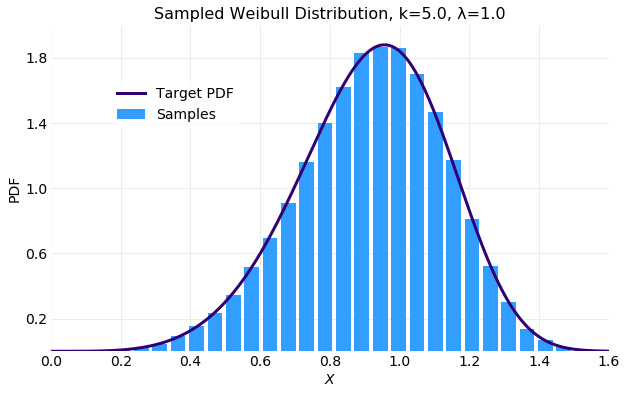 Sampled Weibull Distribution, k=5.0, λ=1.0
PDF
1.8
1.4
1.0
0.6
0.2
Target PDF
Samples
0.0 0.2 0.4 0.6 0.8 1.0 1.2 1.4 1.6
X